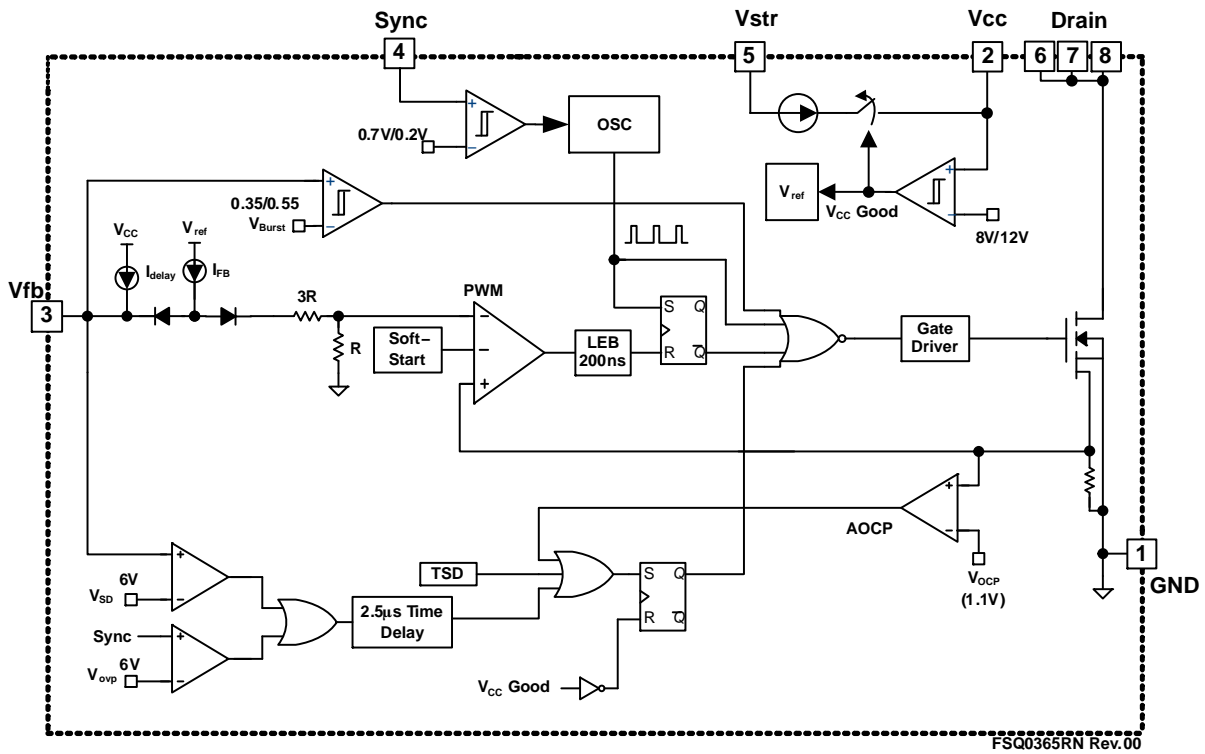 Sync
Vstr
Vcc
Drain
4
5
2
6
7
8
+
−
0.7V/0.2V
OSC
Vref
VCC Good
+
−
8V/12V
+
−
0.35/0.55
VBurst
VCC
Vref
Idelay
IFB
Vfb
3
3R
R
PWM
Soft−
Start
−
−
+
LEB
200ns
S Q
R Q
Gate
Driver
AOCP
+
−
VOCP
(1.1V)
1
GND
6V
VSD
+
−
Sync
6V
Vovp
+
−
2.5μs Time
Delay
TSD
S Q
R Q
VCC Good
FSQ0365RN Rev.00